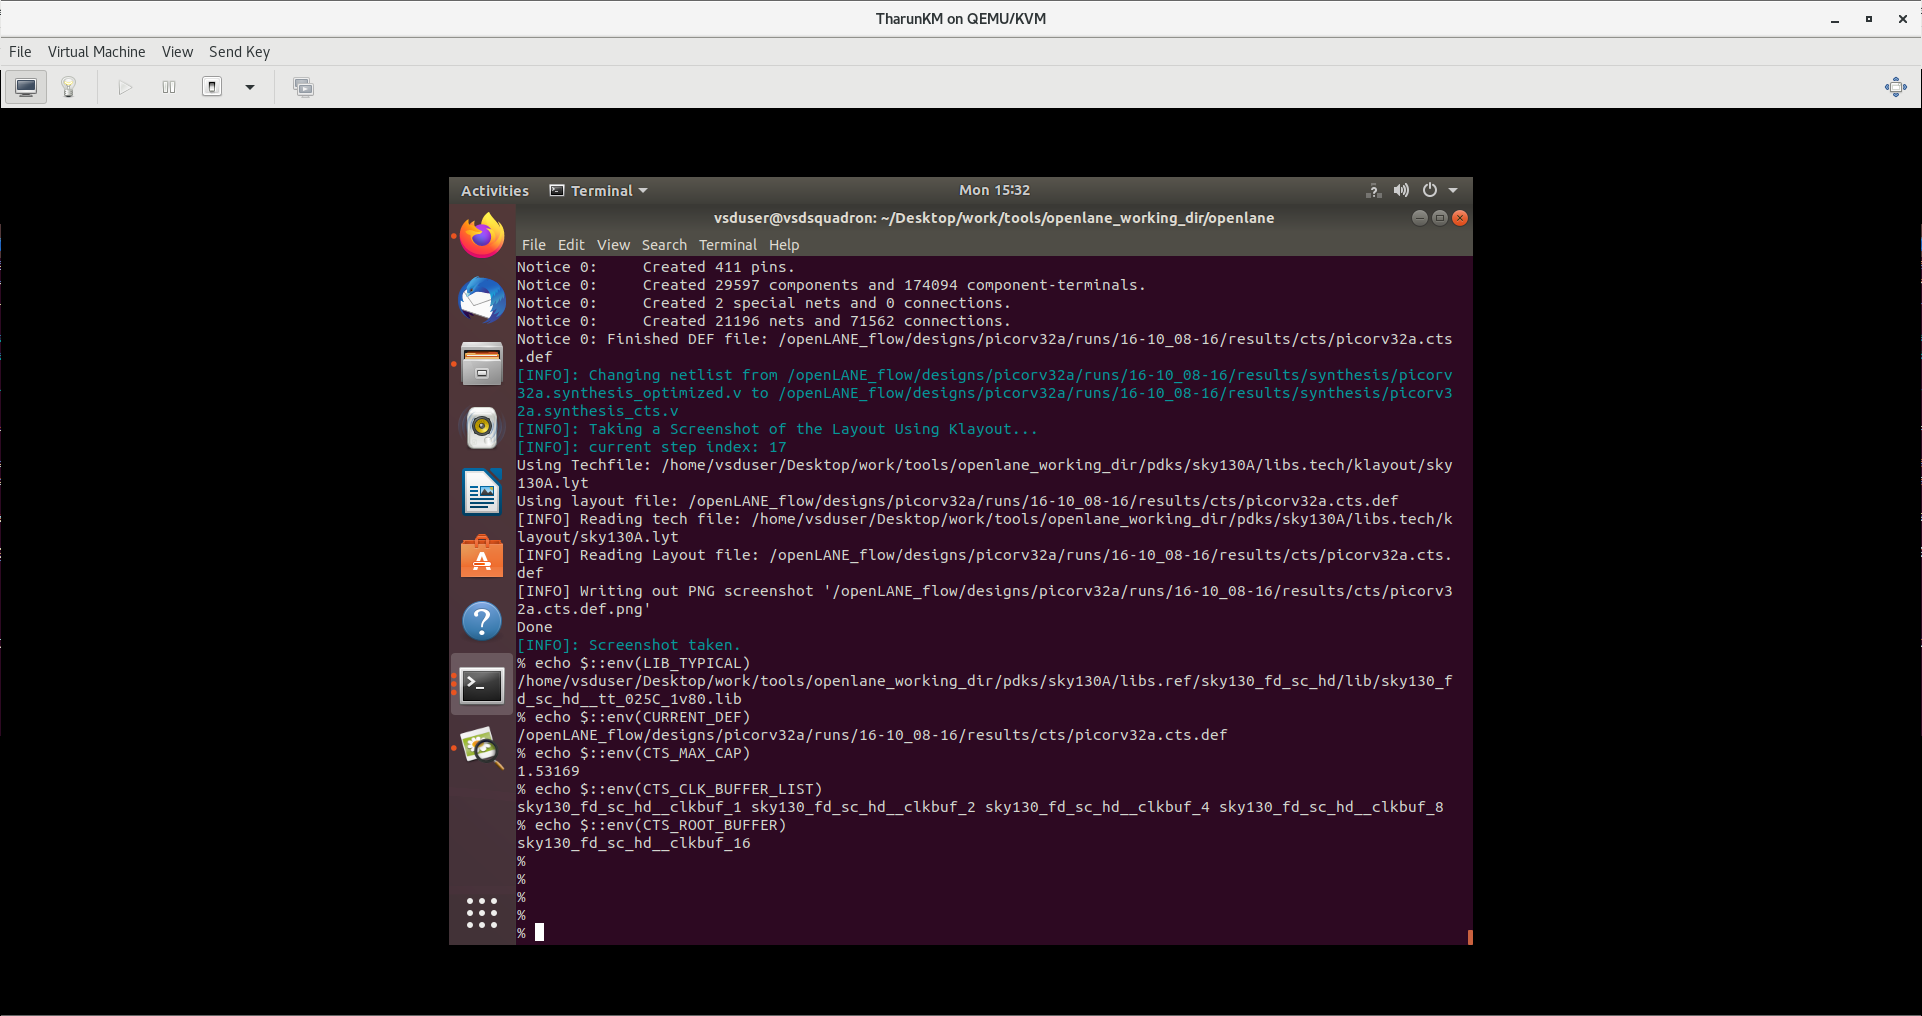 TharunKM on QEMU/KVM
File Virtual Machine View Send Key
Activities Terminal Mon 15:32
vsduser@vsdsquadron: ~/Desktop/work/tools/openlane_working_dir/openlane
File Edit View Search Terminal Help
Notice 0:     Created 411 pins.
Notice 0:     Created 29597 components and 174094 component-terminals.
Notice 0:     Created 2 special nets and 0 connections.
Notice 0:     Created 21196 nets and 71562 connections.
Notice 0: Finished DEF file: /openLANE_flow/designs/picorv32a/runs/16-10_08-16/results/cts/picorv32a.cts
.def
[INFO]: Changing netlist from /openLANE_flow/designs/picorv32a/runs/16-10_08-16/results/synthesis/picorv
32a.synthesis_optimized.v to /openLANE_flow/designs/picorv32a/runs/16-10_08-16/results/synthesis/picorv3
2a.synthesis_cts.v
[INFO]: Taking a Screenshot of the Layout Using Klayout...
[INFO]: current step index: 17
Using Techfile: /home/vsduser/Desktop/work/tools/openlane_working_dir/pdks/sky130A/libs.tech/klayout/sky
130A.lyt
Using layout file: /openLANE_flow/designs/picorv32a/runs/16-10_08-16/results/cts/picorv32a.cts.def
[INFO] Reading tech file: /home/vsduser/Desktop/work/tools/openlane_working_dir/pdks/sky130A/libs.tech/k
layout/sky130A.lyt
[INFO] Reading Layout file: /openLANE_flow/designs/picorv32a/runs/16-10_08-16/results/cts/picorv32a.cts.
def
[INFO] Writing out PNG screenshot '/openLANE_flow/designs/picorv32a/runs/16-10_08-16/results/cts/picorv3
2a.cts.def.png'
Done
[INFO]: Screenshot taken.
% echo $::env(LIB_TYPICAL)
/home/vsduser/Desktop/work/tools/openlane_working_dir/pdks/sky130A/libs.ref/sky130_fd_sc_hd/lib/sky130_f
d_sc_hd__tt_025C_1v80.lib
% echo $::env(CURRENT_DEF)
/openLANE_flow/designs/picorv32a/runs/16-10_08-16/results/cts/picorv32a.cts.def
% echo $::env(CTS_MAX_CAP)
1.53169
% echo $::env(CTS_CLK_BUFFER_LIST)
sky130_fd_sc_hd__clkbuf_1 sky130_fd_sc_hd__clkbuf_2 sky130_fd_sc_hd__clkbuf_4 sky130_fd_sc_hd__clkbuf_8
% echo $::env(CTS_ROOT_BUFFER)
sky130_fd_sc_hd__clkbuf_16
%
%
%
%
%